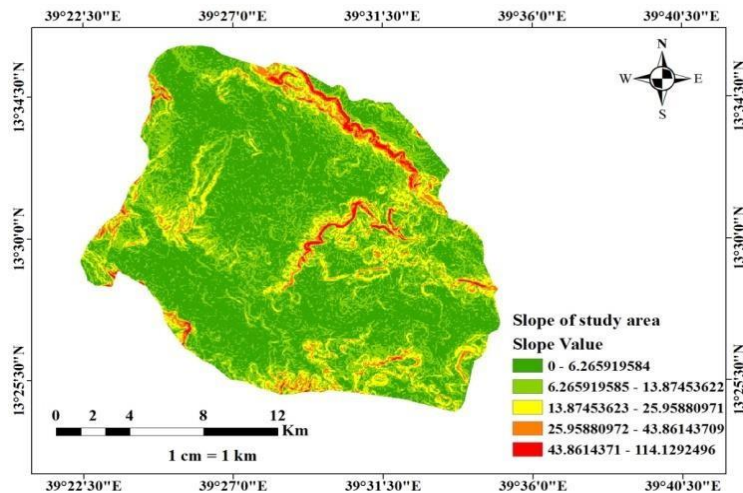 39°22'30"E 39°27'0"E 39°31'30"E 39°36'0"E 39°40'30"E
N
W E
S
13°34'30"N 13°34'30"N
13°30'0"N 13°30'0"N
13°25'30"N 13°25'30"N
Slope of study area
Slope Value
0 - 6.265919584
6.265919585 - 13.87453622
13.87453623 - 25.95880971
25.95880972 - 43.86143709
43.8614371 - 114.1292496
0 2 4 8 12
Km
1 cm = 1 km
39°22'30"E 39°27'0"E 39°31'30"E 39°36'0"E 39°40'30"E